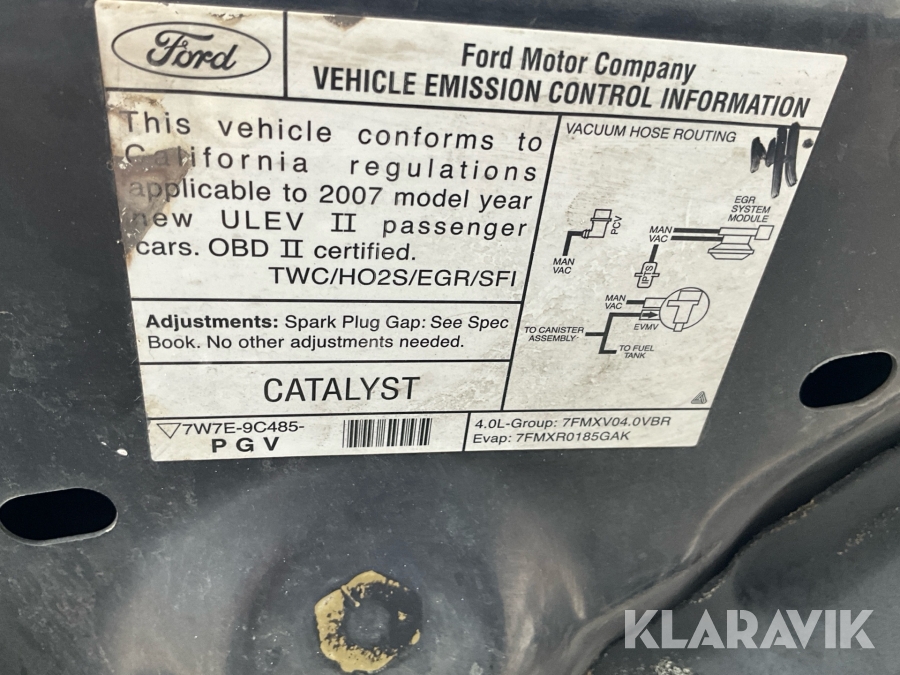 Ford
Ford Motor Company
VEHICLE EMISSION CONTROL INFORMATION
This vehicle conforms to
California regulations
applicable to 2007 model year
new ULEV II passenger
cars. OBD II certified.
TWC/HO2S/EGR/SFI
Adjustments: Spark Plug Gap: See Spec
Book. No other adjustments needed.
CATALYST
7W7E-9C485-
PGV
VACUUM HOSE ROUTING
EGR
SYSTEM
MODULE
PCV
MAN
VAC
MAN
VAC
IPTS
MAN
VAC
EVMV
TO CANISTER
ASSEMBLY
TO FUEL
TANK
4.0L-Group: 7FMXV04.0VBR
Evap: 7FMXR0185GAK
KLARAVIK